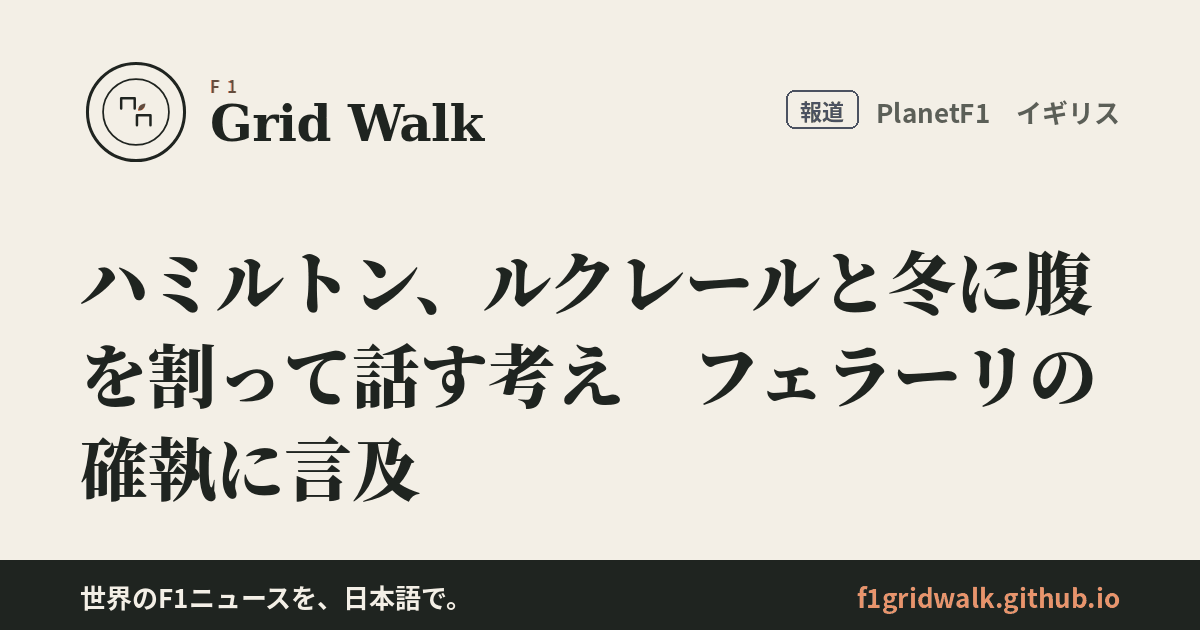 F1
Grid Walk
報道
PlanetF1　イギリス
ハミルトン、ルクレールと冬に腹
を割って話す考え　フェラーリの
確執に言及
世界のF1ニュースを、日本語で。
f1gridwalk.github.io